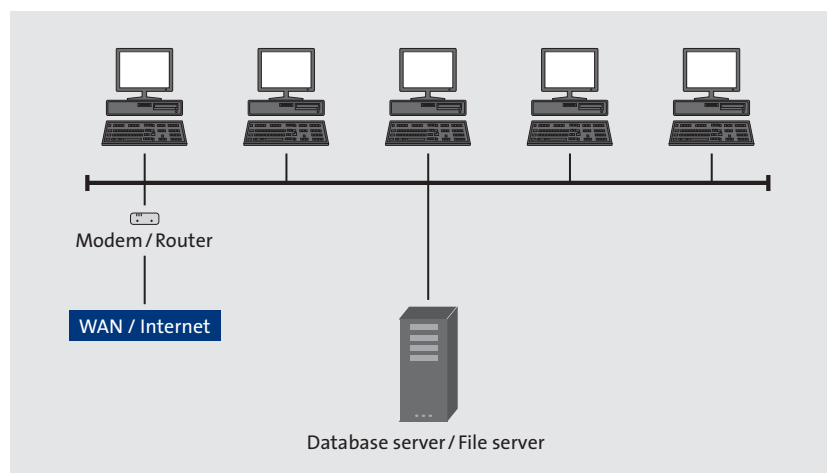 Modem / Router
WAN / Internet
Database server / File server